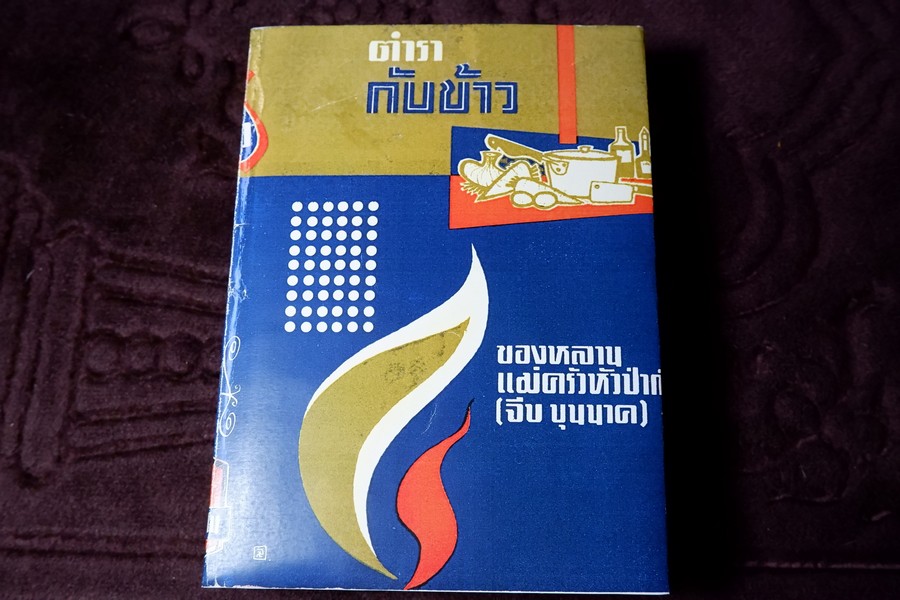 ตำรา
กับข้าว
ของหลาน
แม่ครัวหัวป่าก์
(จีบ บุนนาค)